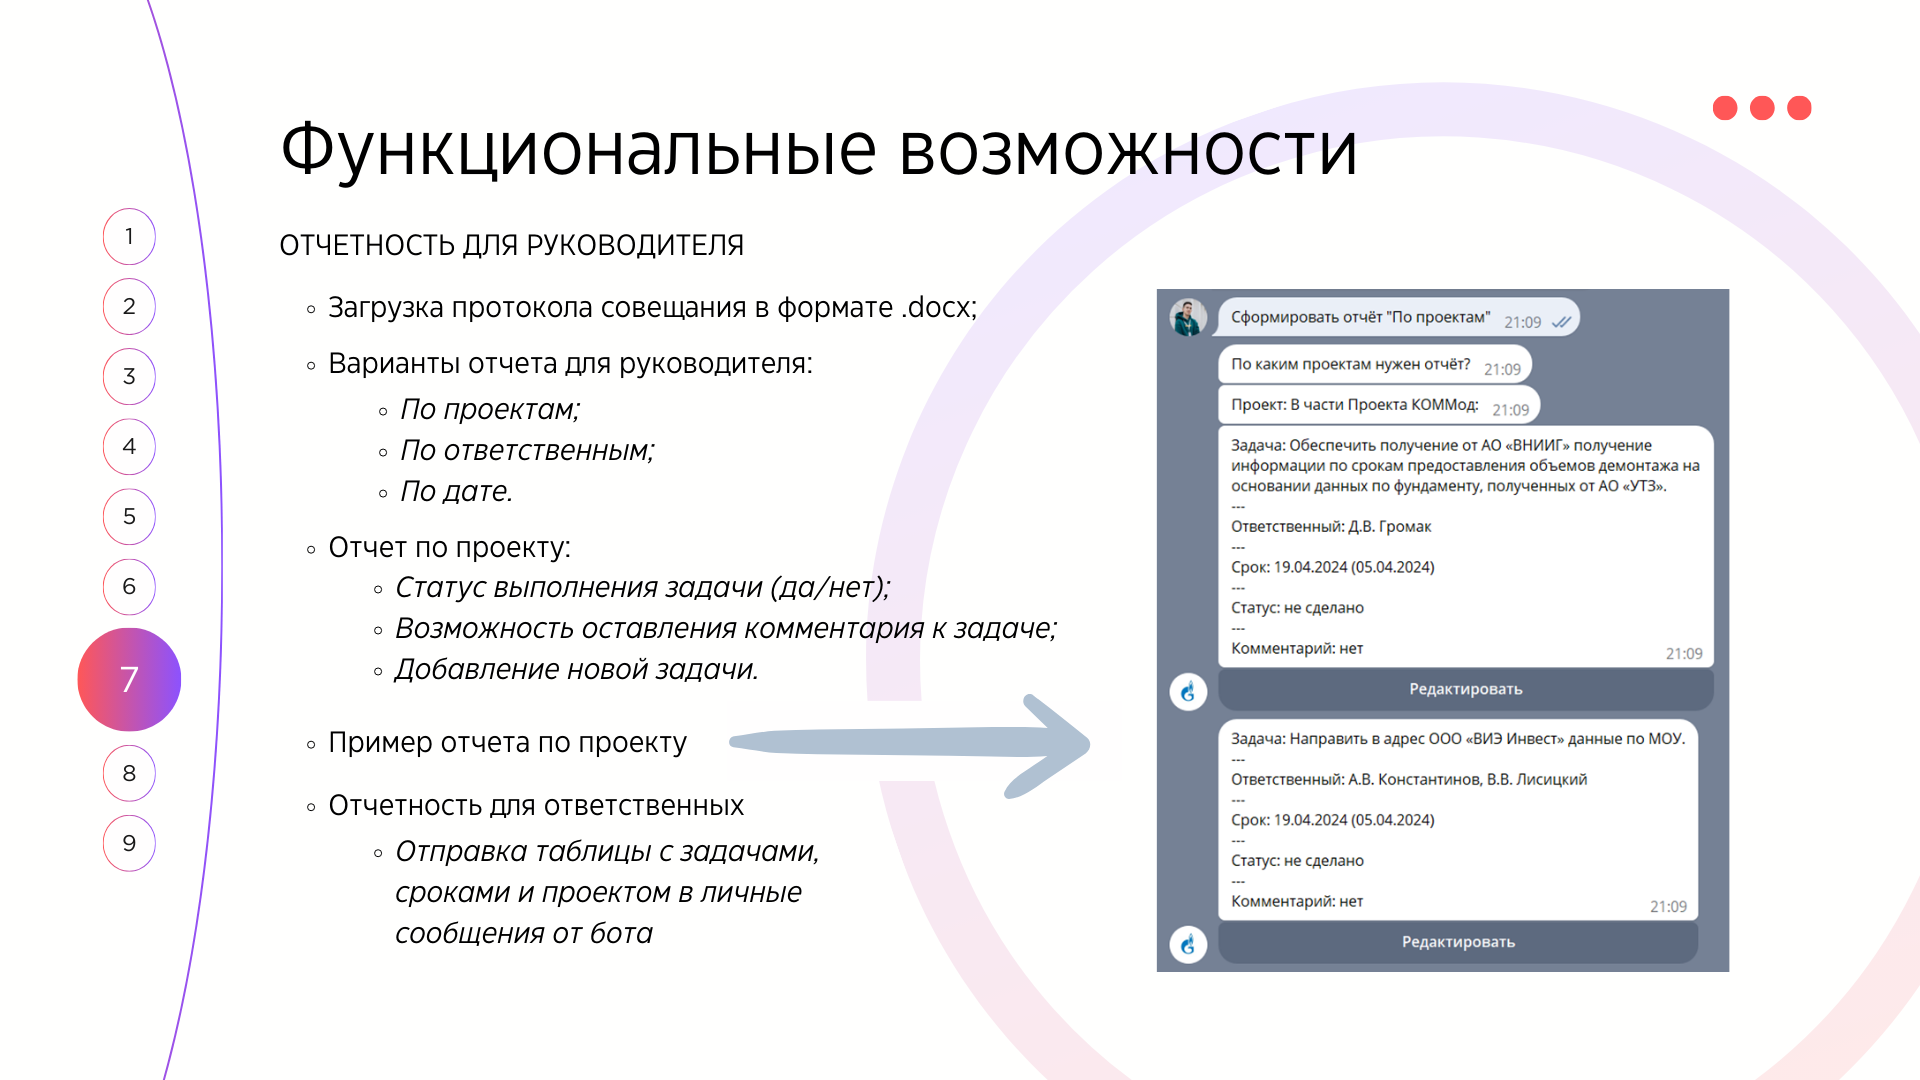 Функциональные возможности
ОТЧЕТНОСТЬ ДЛЯ РУКОВОДИТЕЛЯ
1
2
3
4
5
6
7
8
9
Загрузка протокола совещания в формате .docx;
Варианты отчета для руководителя:
По проектам;
По ответственным;
По дате.
Отчет по проекту:
Статус выполнения задачи (да/нет);
Возможность оставления комментария к задаче;
Добавление новой задачи.
Пример отчета по проекту
Отчетность для ответственных
Отправка таблицы с задачами,
сроками и проектом в личные
сообщения от бота
Сформировать отчёт "По проектам" 21:09
По каким проектам нужен отчёт? 21:09
Проект: В части Проекта КОММод: 21:09
Задача: Обеспечить получение от АО «ВНИИГ» получение
информации по срокам предоставления объемов демонтажа на
основании данных по фундаменту, полученных от АО «УТЗ».
---
Ответственный: Д.В. Громак
---
Срок: 19.04.2024 (05.04.2024)
---
Статус: не сделано
---
Комментарий: нет 21:09
Редактировать
Задача: Направить в адрес ООО «ВИЭ Инвест» данные по МОУ.
---
Ответственный: А.В. Константинов, В.В. Лисицкий
---
Срок: 19.04.2024 (05.04.2024)
---
Статус: не сделано
---
Комментарий: нет 21:09
Редактировать